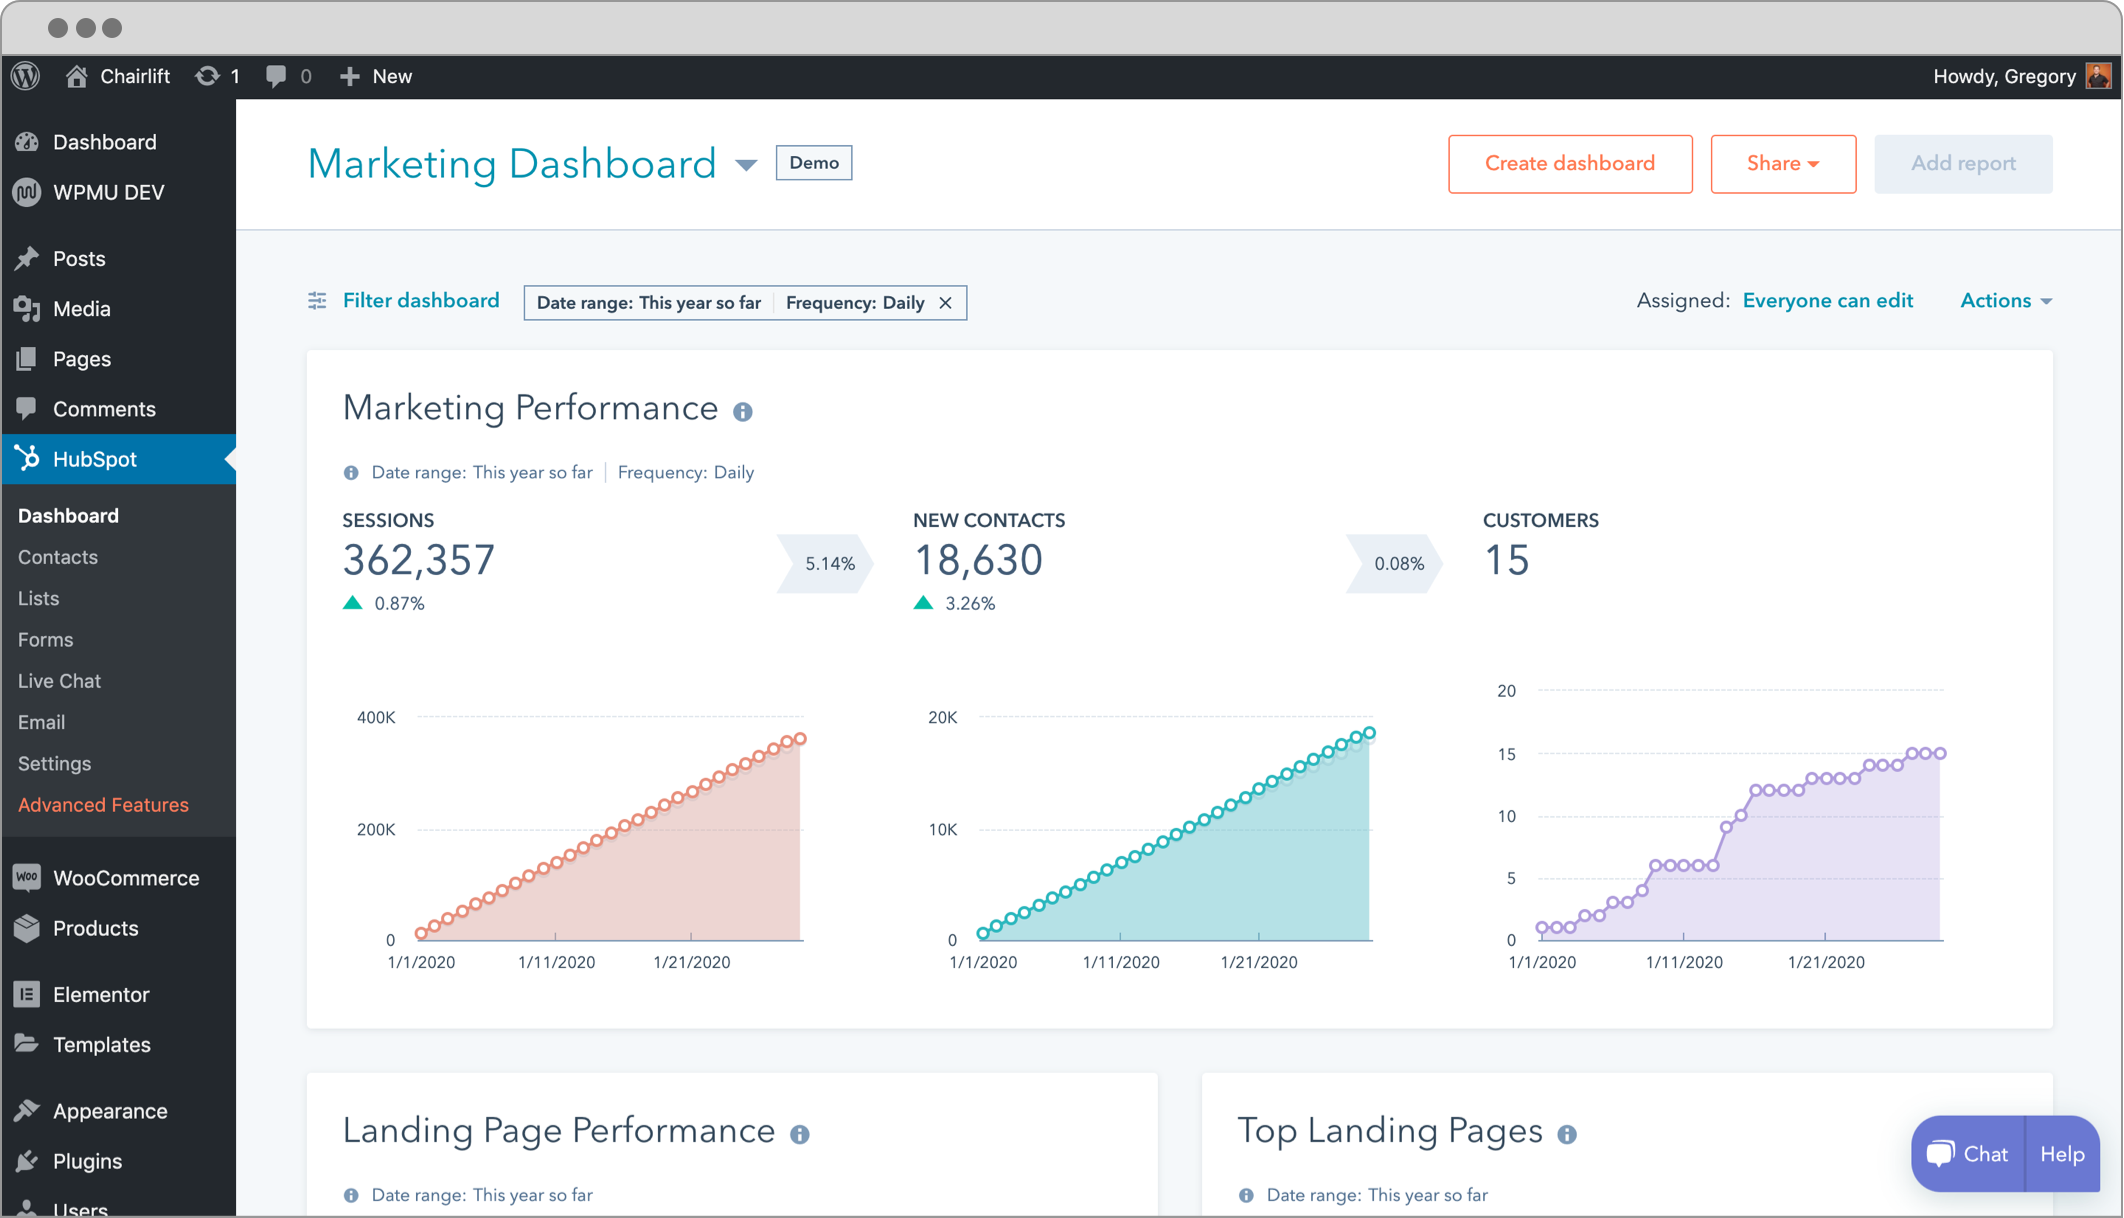 Chairlift 1 0 New Howdy, Gregory
Dashboard
WPMU DEV
Posts
Media
Pages
Comments
HubSpot
Dashboard
Contacts
Lists
Forms
Live Chat
Email
Settings
Advanced Features
Woo WooCommerce
Products
Elementor
Templates
Appearance
Plugins
Users
Marketing Dashboard Demo
Create dashboard Share Add report
Filter dashboard Date range: This year so far Frequency: Daily
Assigned: Everyone can edit Actions
Marketing Performance
Date range: This year so far Frequency: Daily
SESSIONS
362,357
0.87%
5.14%
NEW CONTACTS
18,630
3.26%
0.08%
CUSTOMERS
15
400K
200K
0
1/1/2020 1/11/2020 1/21/2020
20K
10K
0
1/1/2020 1/11/2020 1/21/2020
20
15
10
5
0
1/1/2020 1/11/2020 1/21/2020
Landing Page Performance
Date range: This year so far
Top Landing Pages
Date range: This year so far
Chat Help